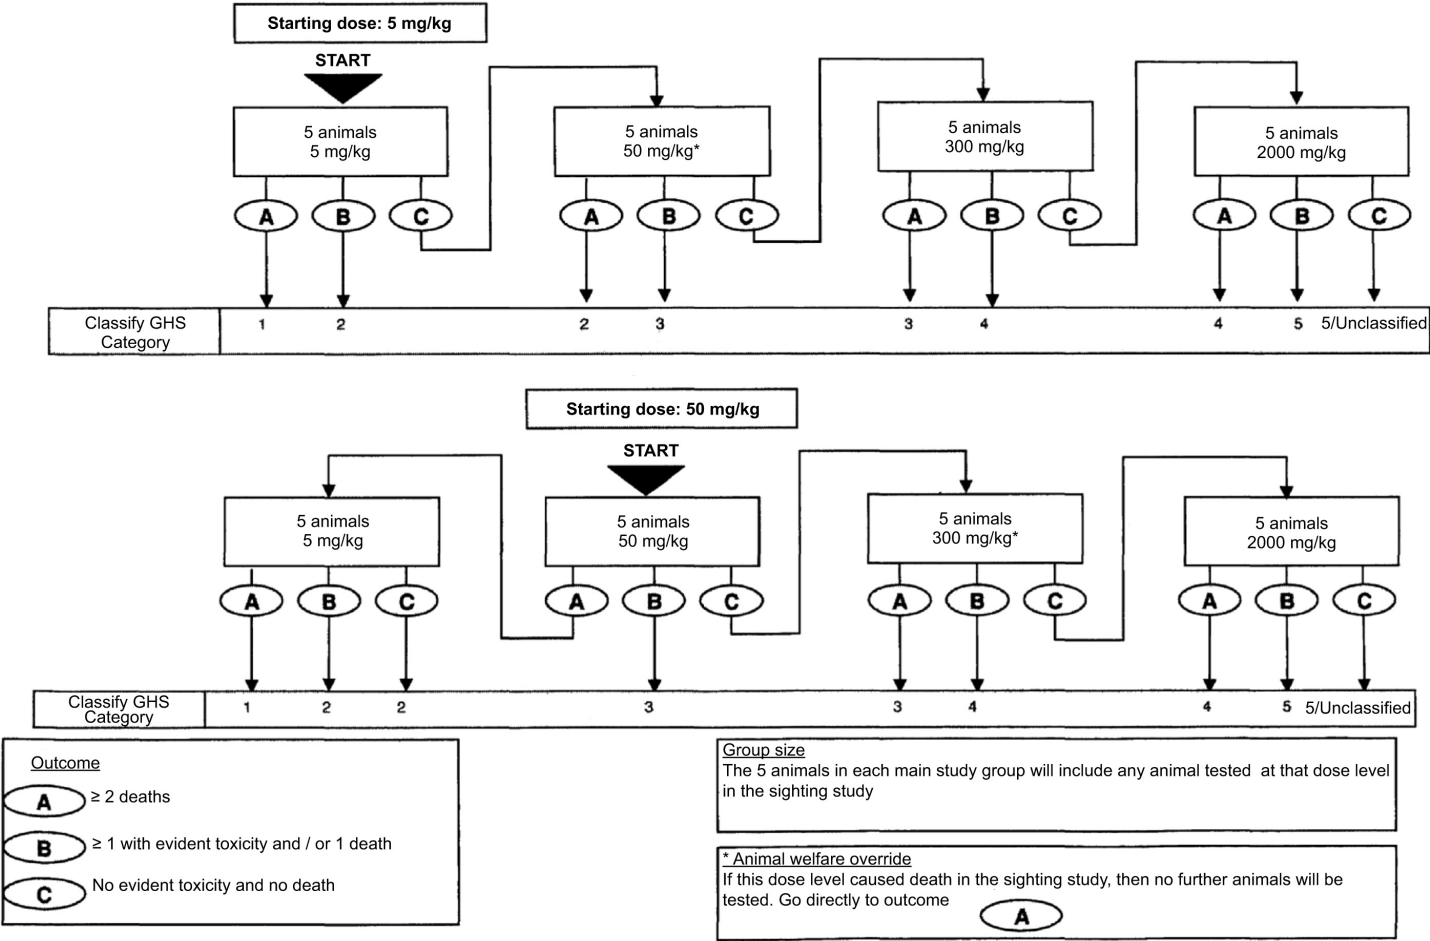 Starting dose: 5 mg/kg
START
5 animals
5 mg/kg
5 animals
50 mg/kg*
5 animals
300 mg/kg
5 animals
2000 mg/kg
A B C A B C A B C A B C
Classify GHS
Category
1 2 2 3 3 4 4 5 5/Unclassified
Starting dose: 50 mg/kg
START
5 animals
5 mg/kg
5 animals
50 mg/kg
5 animals
300 mg/kg*
5 animals
2000 mg/kg
A B C A B C A B C A B C
Classify GHS
Category
1 2 2 3 3 4 4 5 5/Unclassified
Outcome
A ≥ 2 deaths
B ≥ 1 with evident toxicity and / or 1 death
C No evident toxicity and no death
Group size
The 5 animals in each main study group will include any animal tested at that dose level
in the sighting study
* Animal welfare override
If this dose level caused death in the sighting study, then no further animals will be
tested. Go directly to outcome A